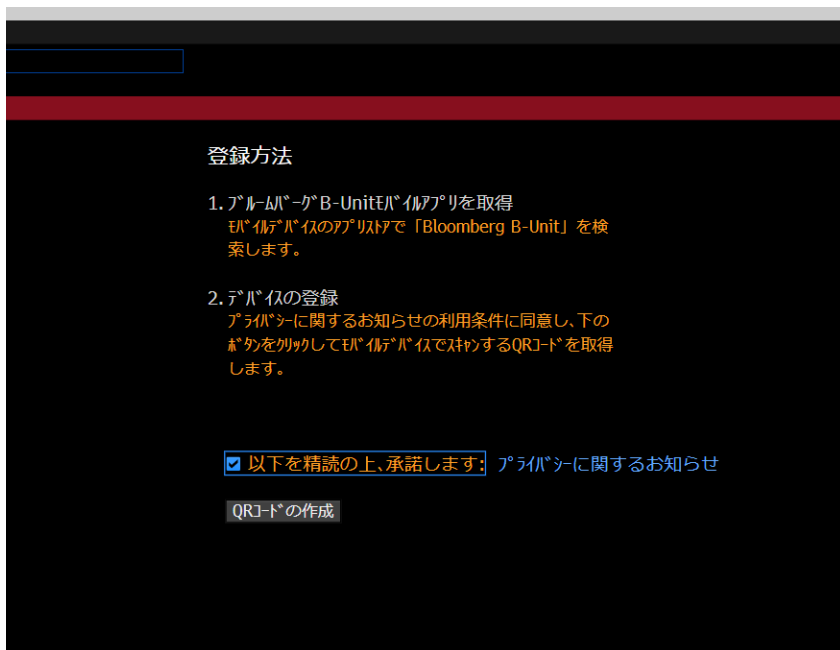 登録方法
1. ﾌﾞﾙｰﾑﾊﾞｰｸﾞB-Unitﾓﾊﾞｲﾙｱﾌﾟﾘを取得
ﾓﾊﾞｲﾙﾃﾞﾊﾞｲｽのｱﾌﾟﾘｽﾄｱで「Bloomberg B-Unit」を検
索します。
2. ﾃﾞﾊﾞｲｽの登録
ﾌﾟﾗｲﾊﾞｼｰに関するお知らせの利用条件に同意し､下の
ﾎﾞﾀﾝをｸﾘｯｸしてﾓﾊﾞｲﾙﾃﾞﾊﾞｲｽでｽｷｬﾝするQRｺｰﾄﾞを取得
します。
以下を精読の上､承諾します: ﾌﾟﾗｲﾊﾞｼｰに関するお知らせ
QRｺｰﾄﾞの作成